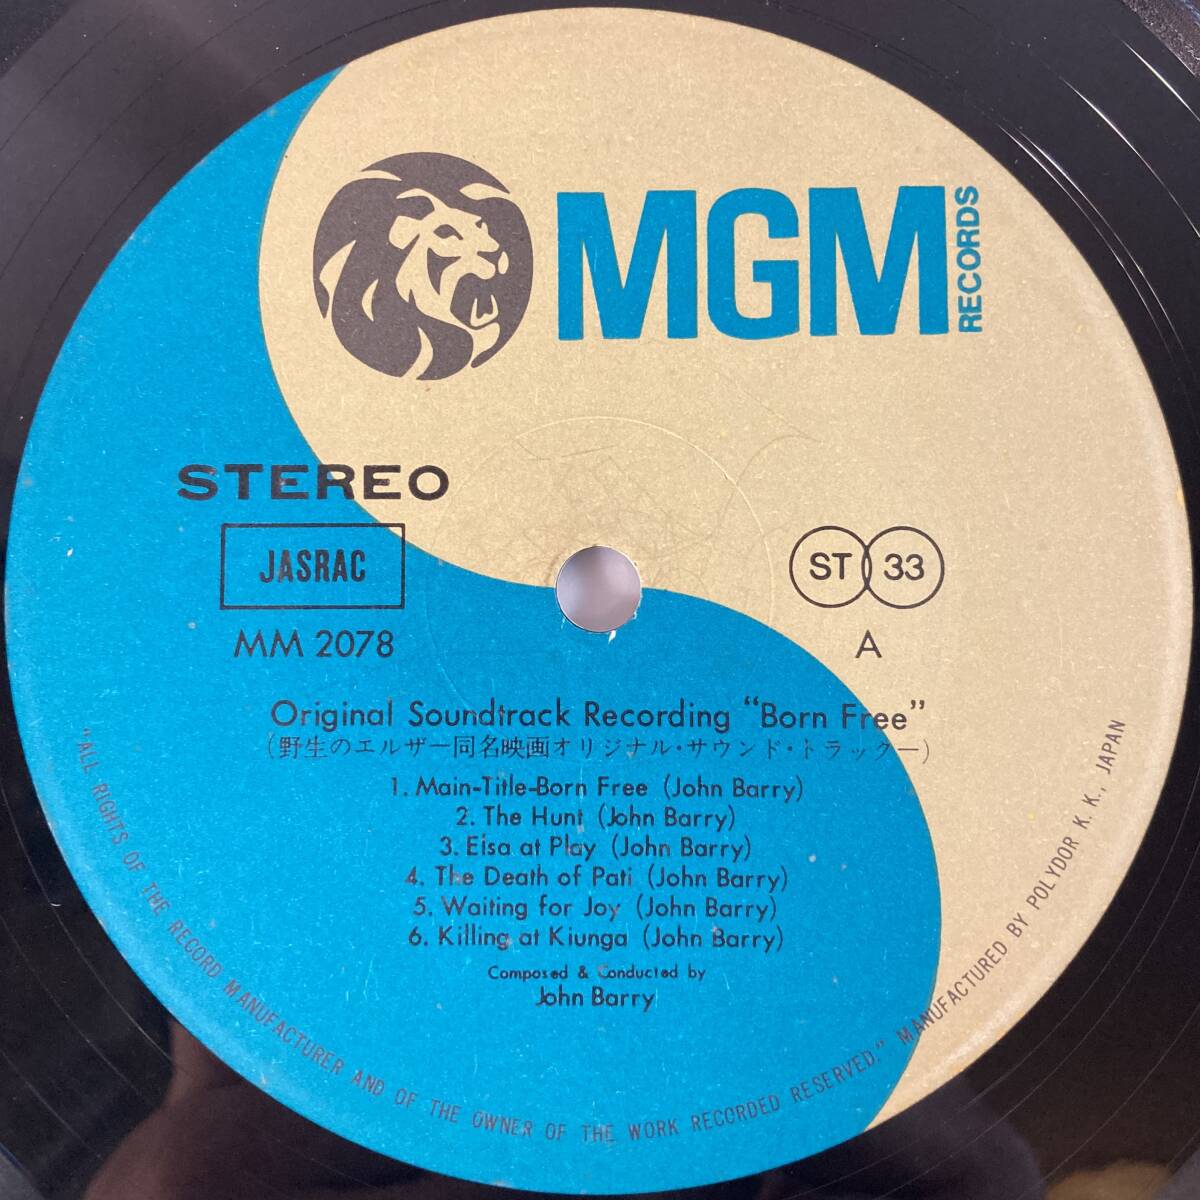 MGM
RECORDS
STEREO
JASRAC
ST 33
MM 2078
A
Original Soundtrack Recording "Born Free"
(野生のエルザー同名映画オリジナル・サウンド・トラックー)
1. Main-Title-Born Free (John Barry)
2. The Hunt (John Barry)
3. Eisa at Play (John Barry)
4. The Death of Pati (John Barry)
5. Waiting for Joy (John Barry)
6. Killing at Kiunga (John Barry)
Composed & Conducted by
John Barry
"ALL RIGHTS OF THE RECORD MANUFACTURER AND OF THE OWNER OF THE WORK RECORDED RESERVED." MANUFACTURED BY POLYDOR K. K., JAPAN